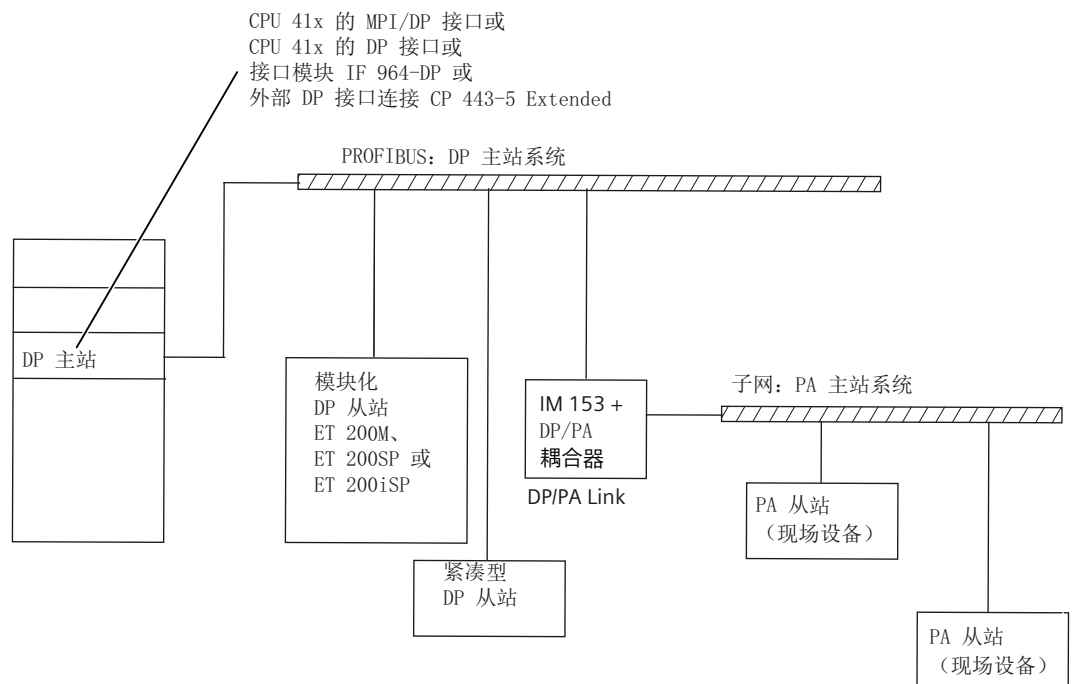 CPU 41x 的 MPI/DP 接口或
CPU 41x 的 DP 接口或
接口模块 IF 964-DP 或
外部 DP 接口连接 CP 443-5 Extended
PROFIBUS: DP 主站系统
DP 主站
模块化
DP 从站
ET 200M、
ET 200SP 或
ET 200iSP
紧凑型
DP 从站
IM 153 +
DP/PA
耦合器
DP/PA Link
子网: PA 主站系统
PA 从站
（现场设备）
PA 从站
（现场设备）